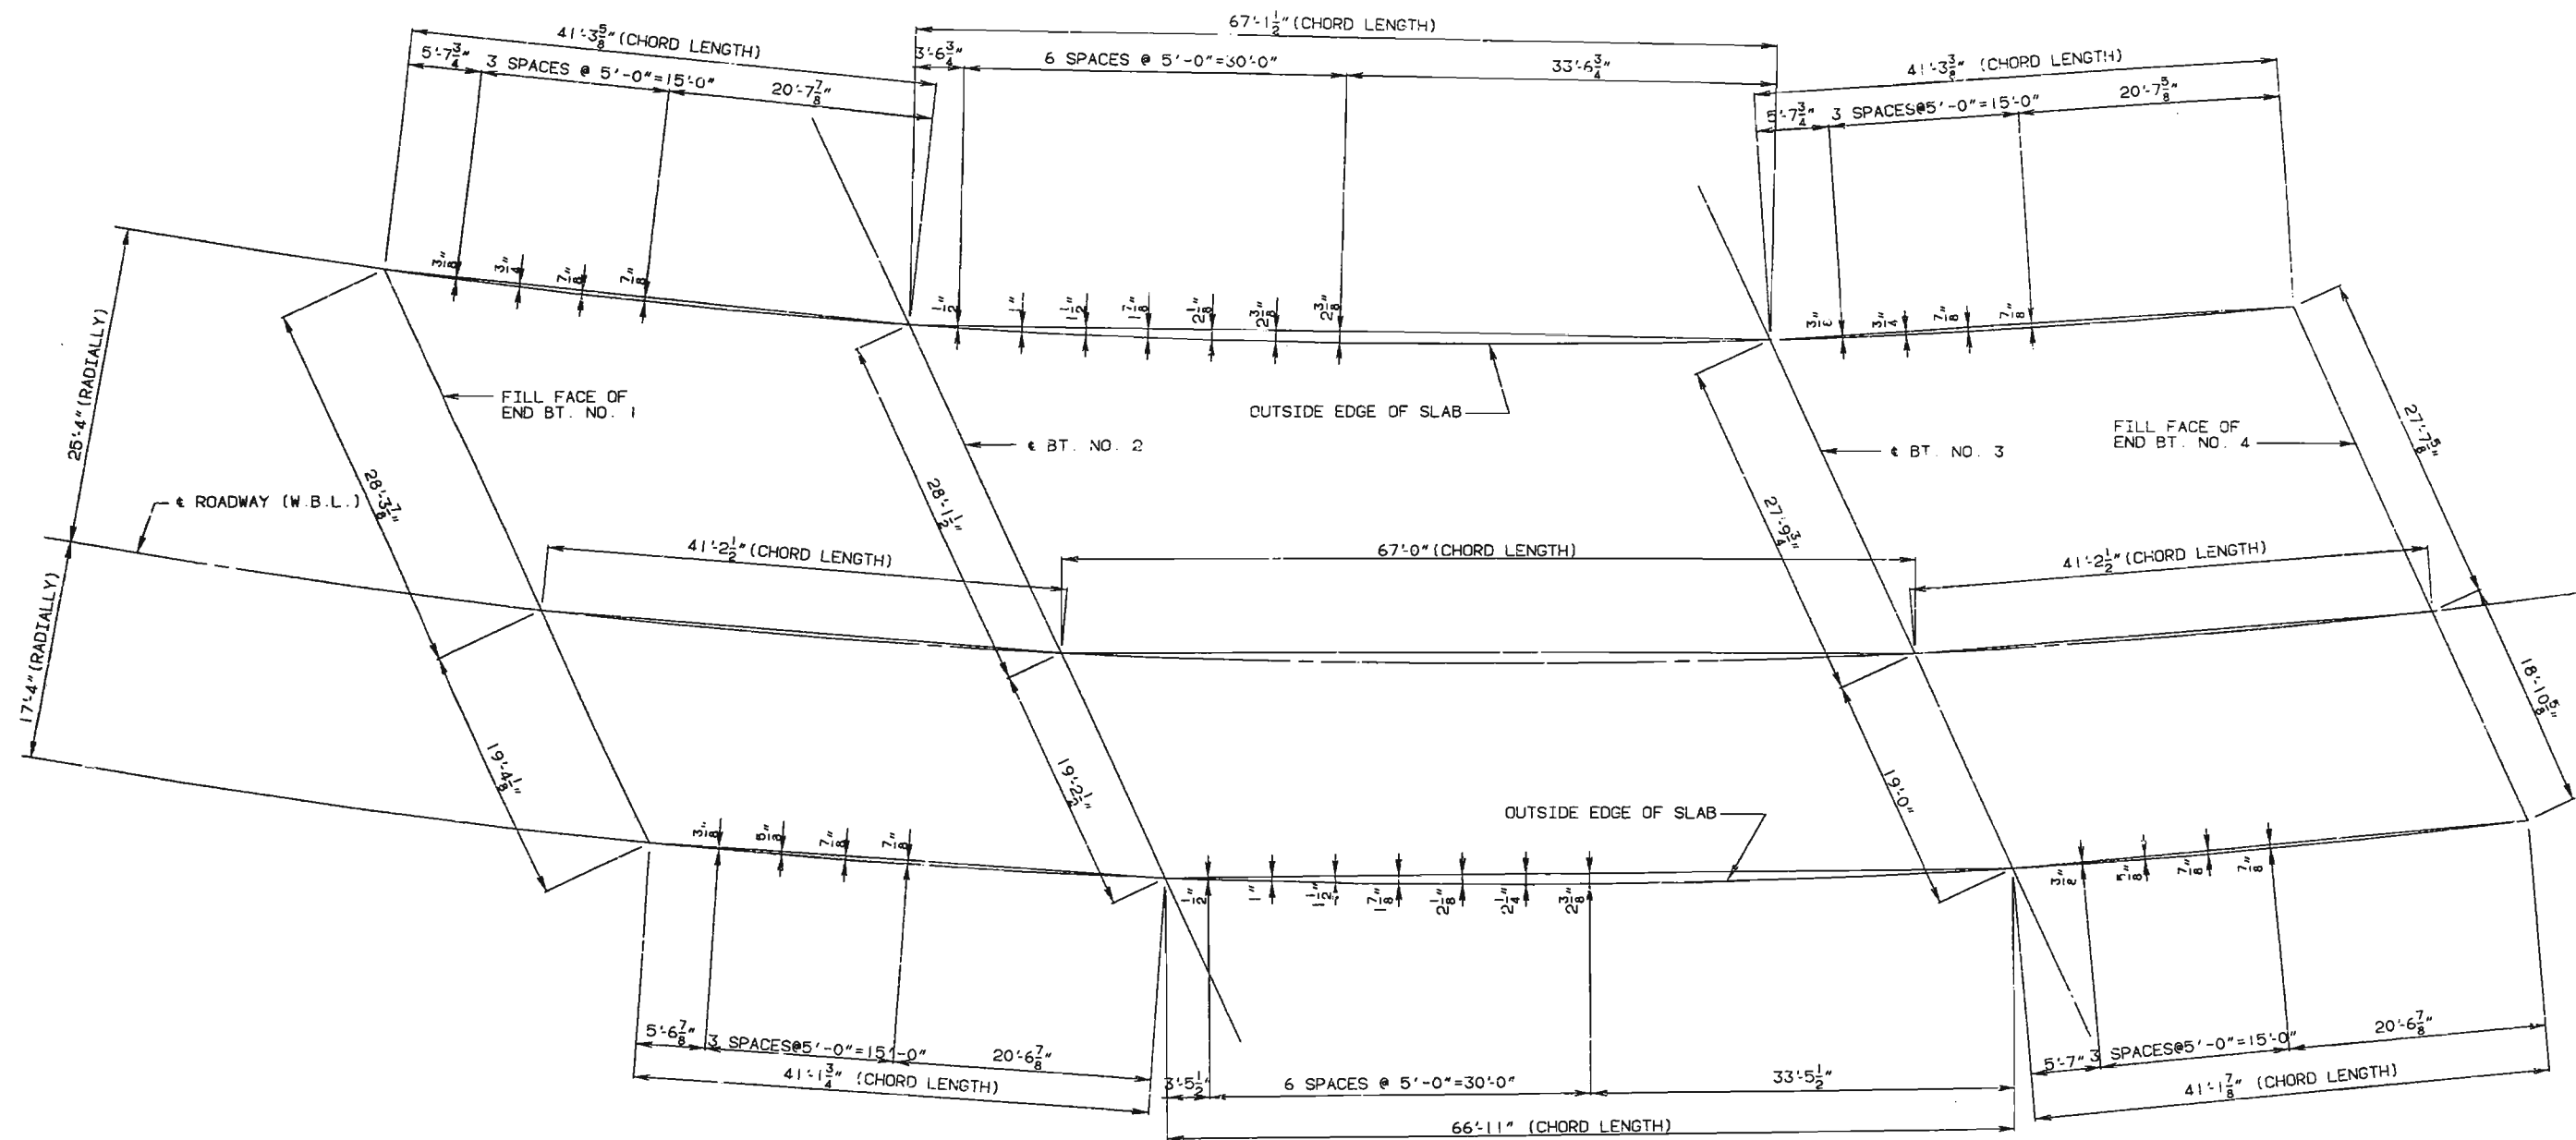 67'-1 1/2" (CHORD LENGTH)
41'-3 5/8" (CHORD LENGTH)
5'-7 3/4"
3 SPACES @ 5'-0"=15'-0"
20'-7 7/8"
3'-6 3/4"
6 SPACES @ 5'-0"=30'-0"
33'-6 3/4"
41'-3 3/8" (CHORD LENGTH)
5'-7 3/4"
3 SPACES@5'-0"=15'-0"
20'-7 5/8"
3/8"
3/4"
7/8"
7/8"
1/2"
1"
1 1/2"
1 7/8"
2 1/8"
2 3/8"
2 3/8"
3/8"
3/4"
7/8"
7/8"
25'-4" (RADIALLY)
FILL FACE OF
END BT. NO. 1
OUTSIDE EDGE OF SLAB
℄ BT. NO. 2
℄ BT. NO. 3
FILL FACE OF
END BT. NO. 4
27'-7 5/8"
28'-3 7/8"
28'-1 1/2"
27'-9 3/4"
℄ ROADWAY (W.B.L.)
41'-2 1/2" (CHORD LENGTH)
67'-0" (CHORD LENGTH)
41'-2 1/2" (CHORD LENGTH)
17'-4" (RADIALLY)
19'-4 1/8"
19'-2 1/2"
19'-0"
18'-10 5/8"
OUTSIDE EDGE OF SLAB
3/8"
5/8"
7/8"
7/8"
1/2"
1"
1 1/2"
1 7/8"
2 1/8"
2 1/4"
2 3/8"
3/8"
5/8"
7/8"
7/8"
5'-6 7/8"
3 SPACES@5'-0"=15'-0"
20'-6 7/8"
41'-1 3/4" (CHORD LENGTH)
3'-5 1/2"
6 SPACES @ 5'-0"=30'-0"
33'-5 1/2"
66'-11" (CHORD LENGTH)
5'-7"
3 SPACES@5'-0"=15'-0"
20'-6 7/8"
41'-1 7/8" (CHORD LENGTH)